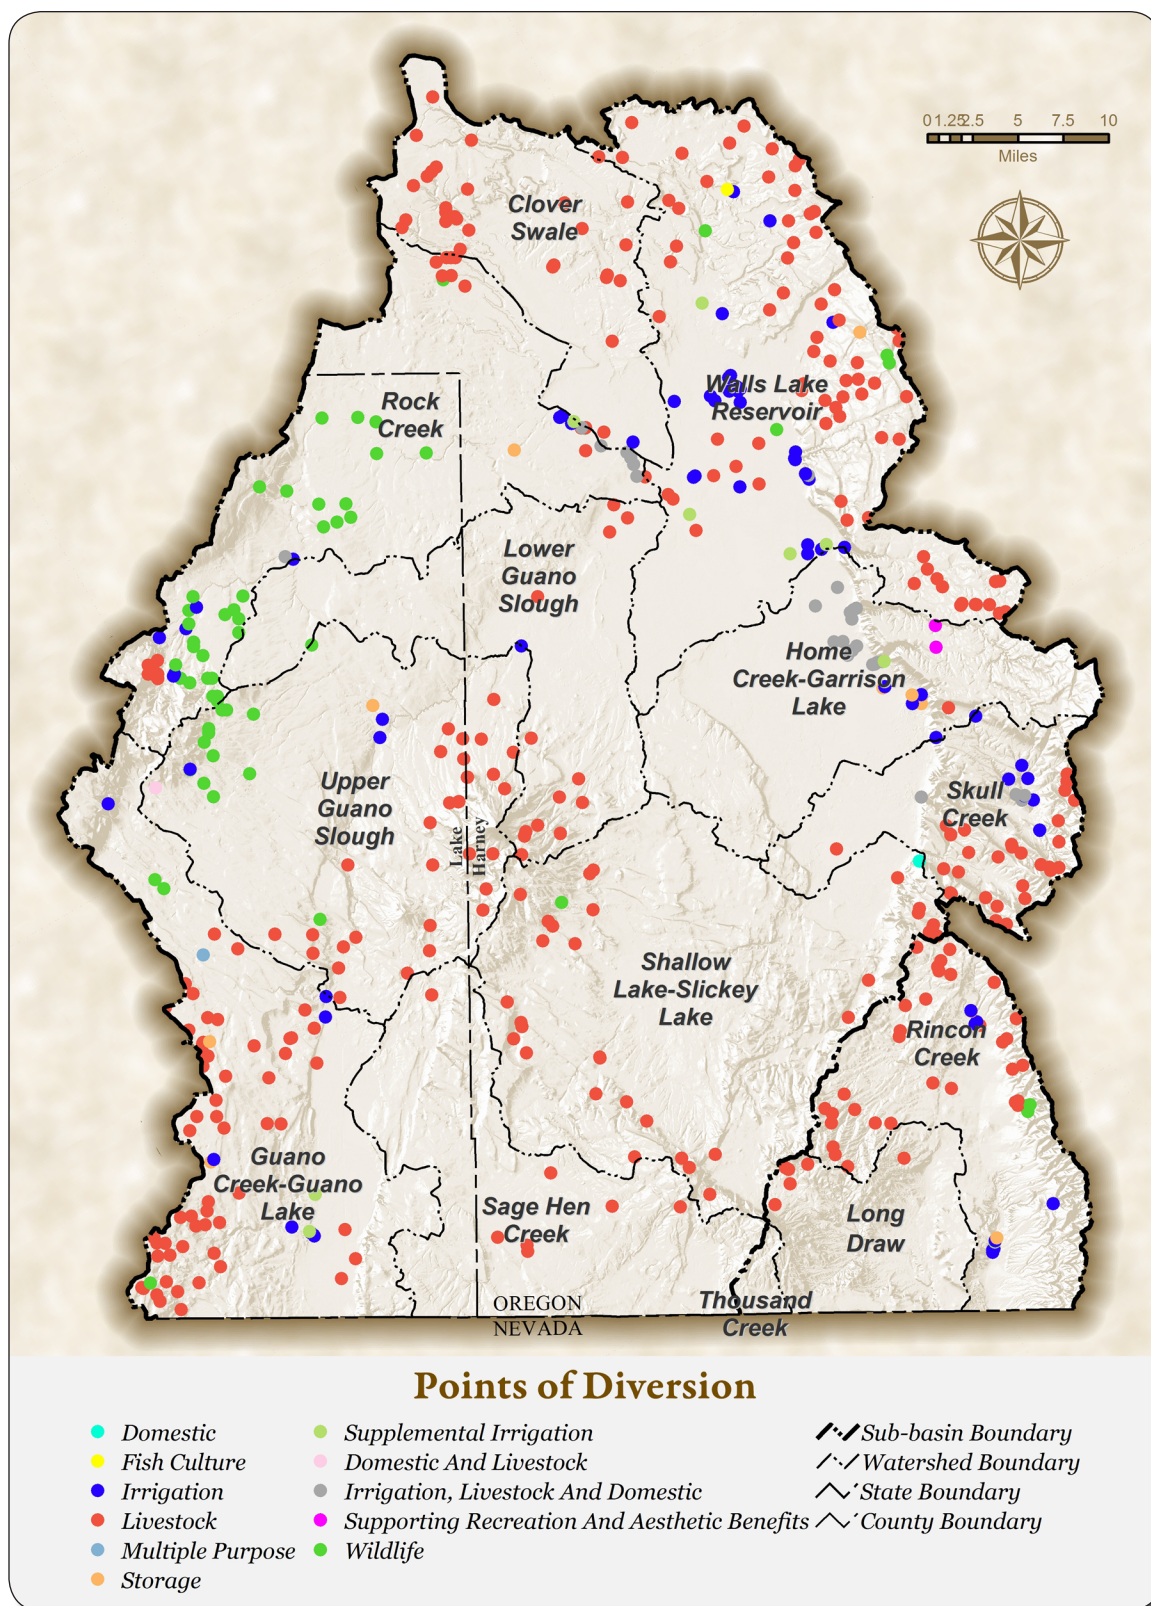 0 1.25 2.5 5 7.5 10
Miles
Clover
Swale
Walls Lake
Reservoir
Rock
Creek
Lower
Guano
Slough
Home
Creek-Garrison
Lake
Upper
Guano
Slough
Lake
Harney
Skull
Creek
Shallow
Lake-Slickey
Lake
Rincon
Creek
Guano
Creek-Guano
Lake
Sage Hen
Creek
Long
Draw
Thousand
Creek
OREGON
NEVADA
Points of Diversion
Domestic
Fish Culture
Irrigation
Livestock
Multiple Purpose
Storage
Supplemental Irrigation
Domestic And Livestock
Irrigation, Livestock And Domestic
Supporting Recreation And Aesthetic Benefits
Wildlife
Sub-basin Boundary
Watershed Boundary
State Boundary
County Boundary